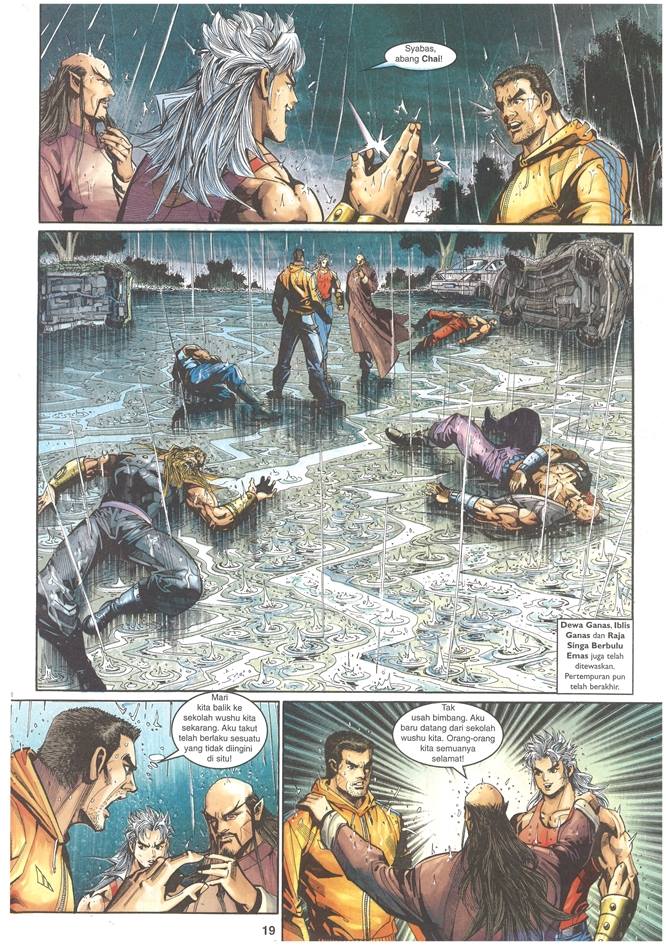 Syabas,
abang Chai!
Dewa Ganas, Iblis
Ganas dan Raja
Singa Berbulu
Emas juga telah
ditewaskan.
Pertempuran pun
telah berakhir.
Mari
kita balik ke
sekolah wushu kita
sekarang. Aku takut
telah berlaku sesuatu
yang tidak diingini
di situ!
Tak
usah bimbang. Aku
baru datang dari sekolah
wushu kita. Orang-orang
kita semuanya
selamat!
19